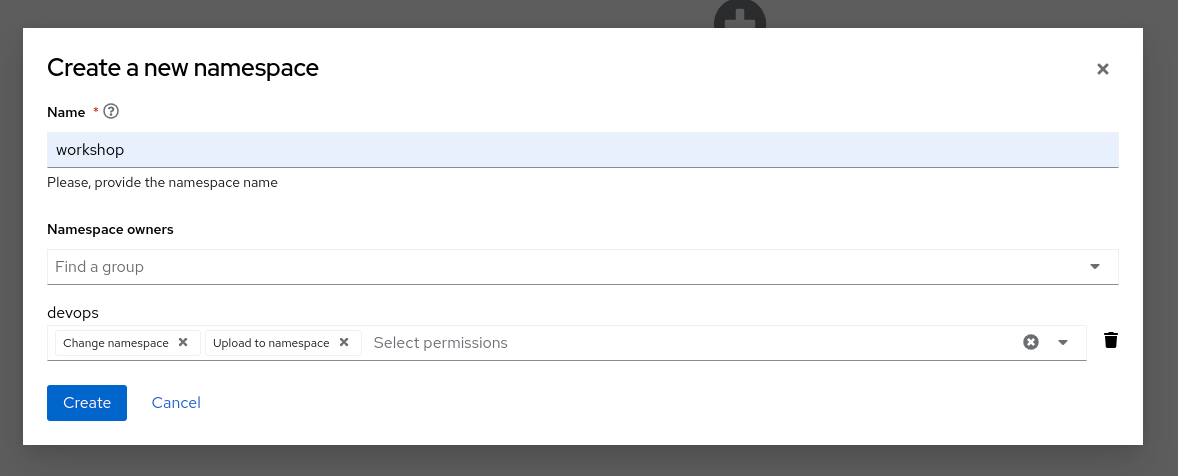 Create a new namespace
Name *
workshop
Please, provide the namespace name
Namespace owners
Find a group
devops
Change namespace Upload to namespace Select permissions
Create Cancel